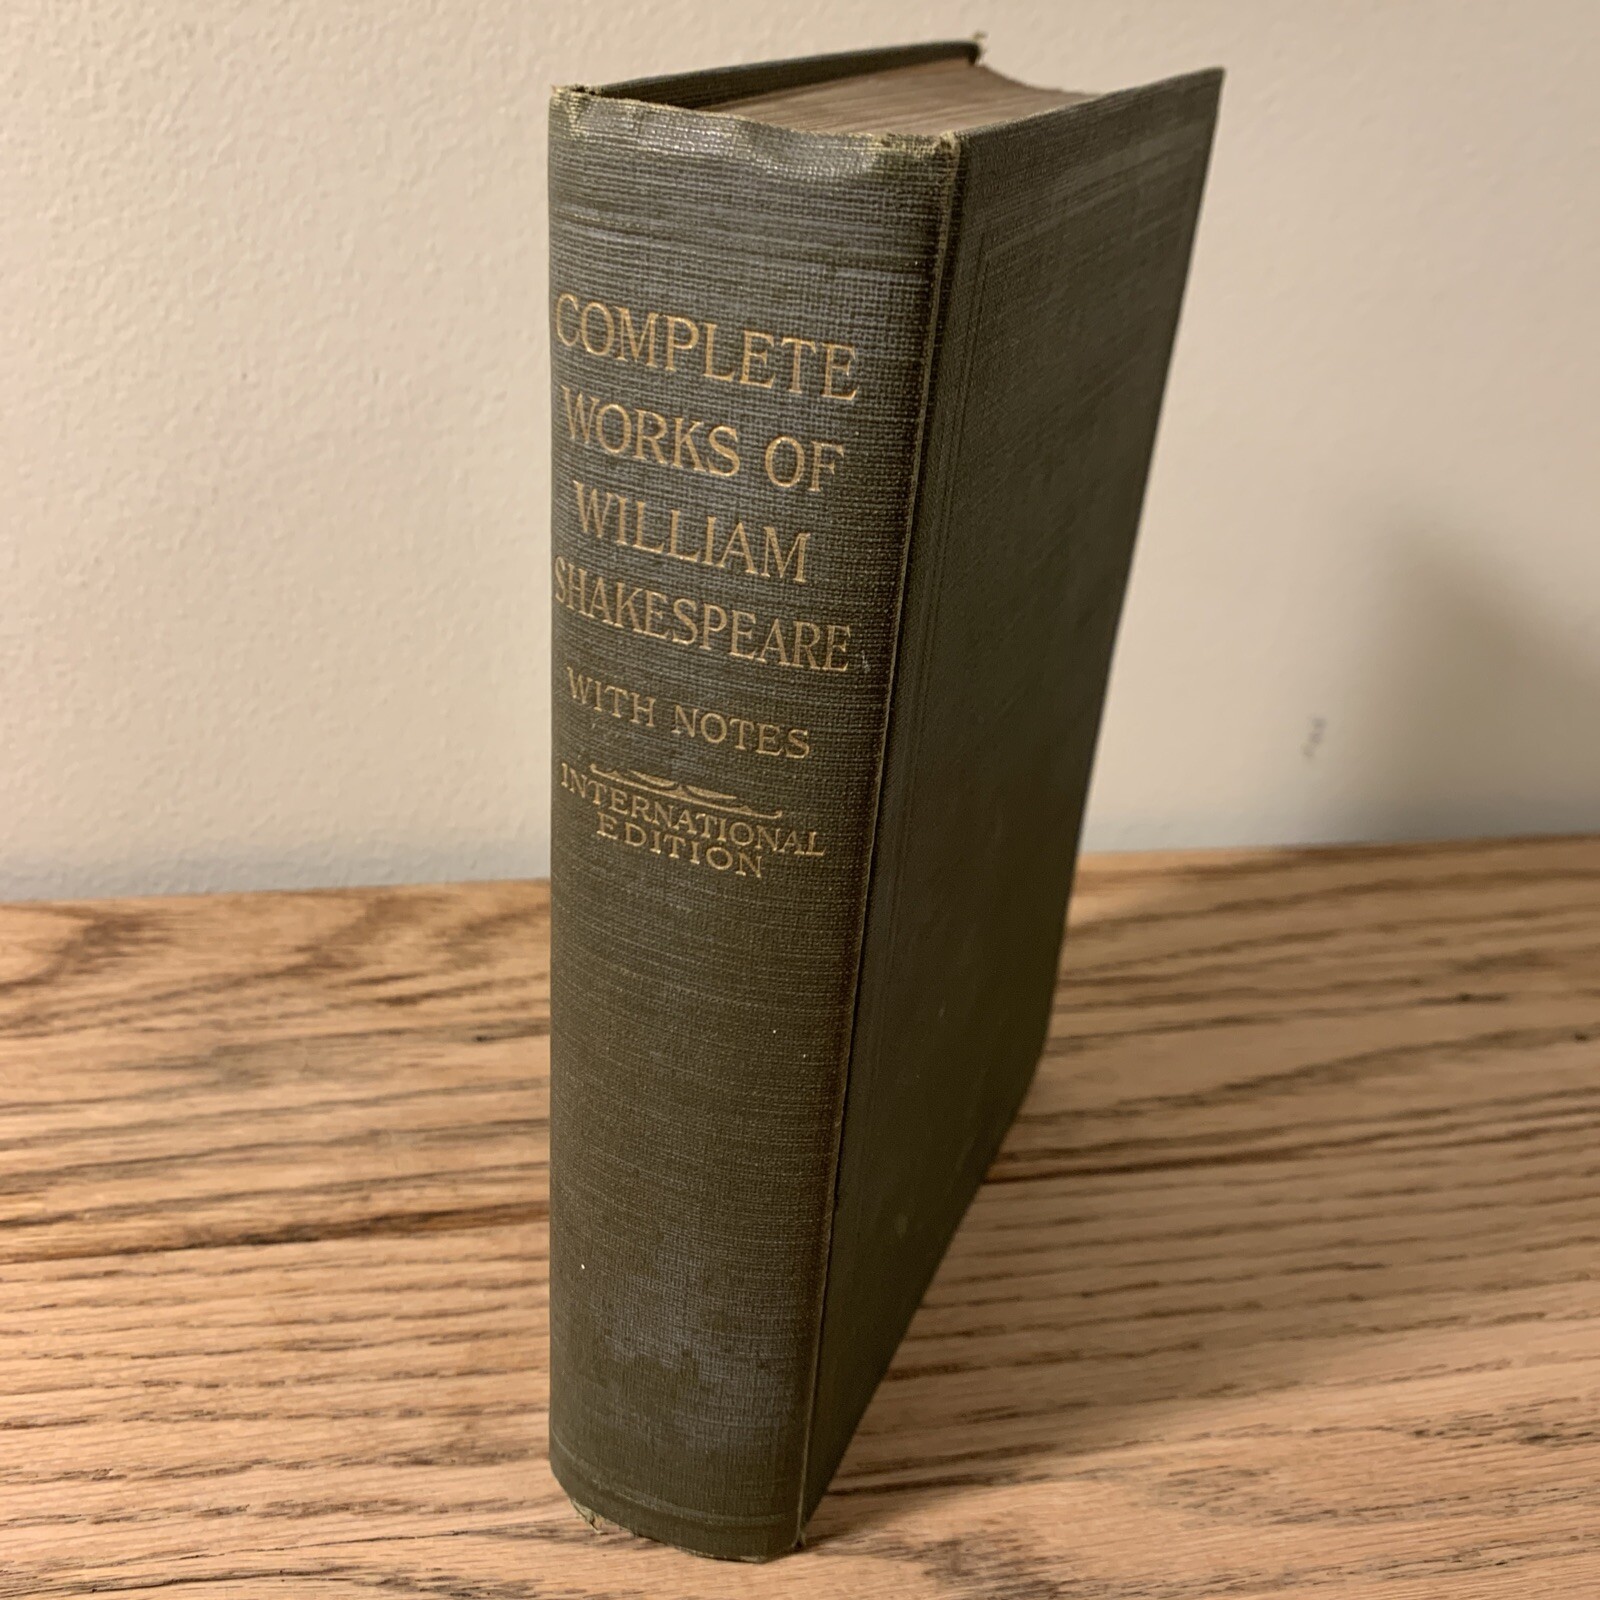 COMPLETE
WORKS OF
WILLIAM
SHAKESPEARE
WITH NOTES
INTERNATIONAL
EDITION